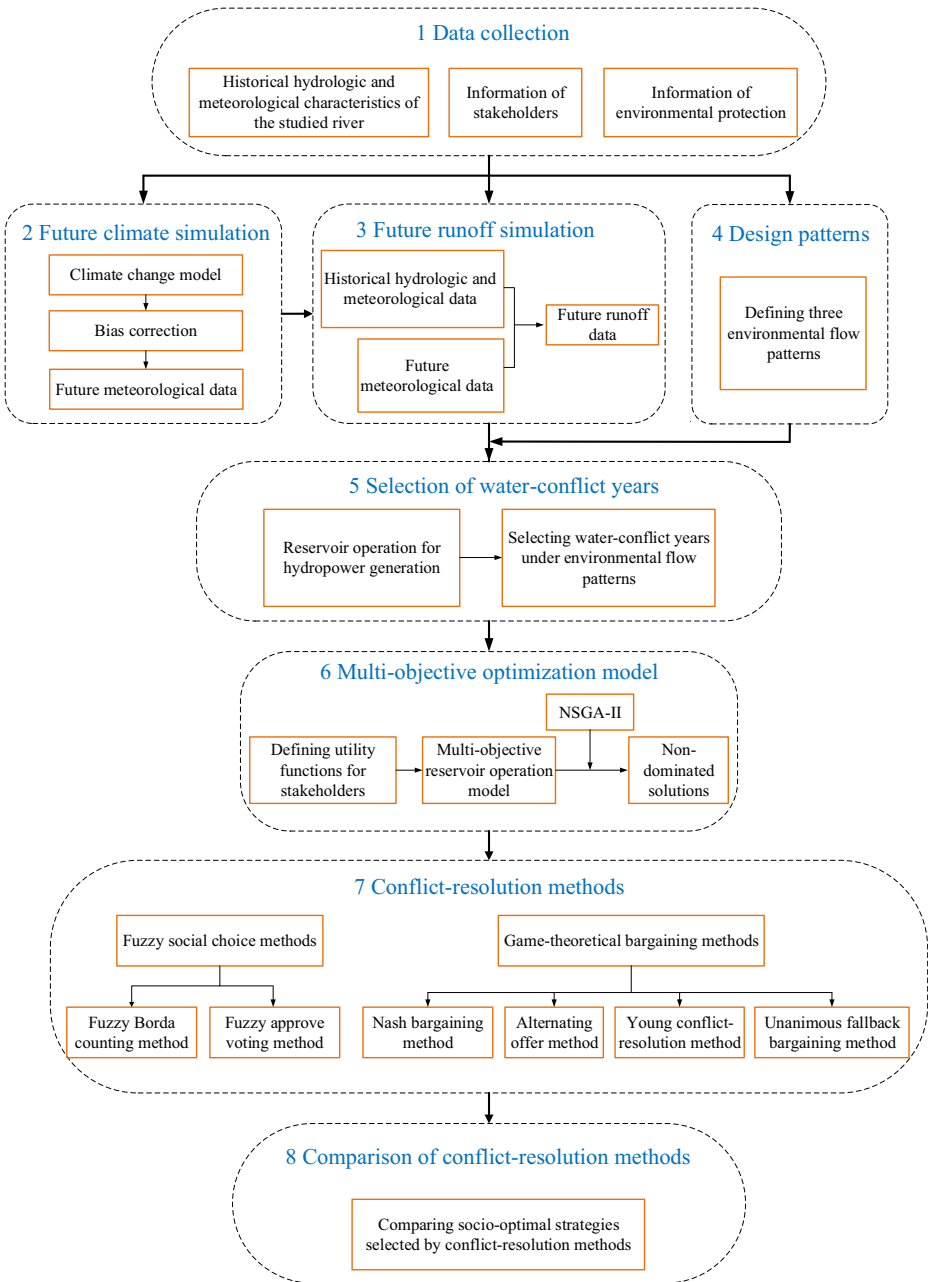 1 Data collection
Historical hydrologic and
meteorological characteristics of
the studied river
Information of
stakeholders
Information of
environmental protection
2 Future climate simulation
Climate change model
Bias correction
Future meteorological data
3 Future runoff simulation
Historical hydrologic and
meteorological data
Future
meteorological data
Future runoff
data
4 Design patterns
Defining three
environmental flow
patterns
5 Selection of water-conflict years
Reservoir operation for
hydropower generation
Selecting water-conflict years
under environmental flow
patterns
6 Multi-objective optimization model
NSGA-II
Defining utility
functions for
stakeholders
Multi-objective
reservoir operation
model
Non-
dominated
solutions
7 Conflict-resolution methods
Fuzzy social choice methods
Game-theoretical bargaining methods
Fuzzy Borda
counting method
Fuzzy approve
voting method
Nash bargaining
method
Alternating
offer method
Young conflict-
resolution method
Unanimous fallback
bargaining method
8 Comparison of conflict-resolution methods
Comparing socio-optimal strategies
selected by conflict-resolution methods